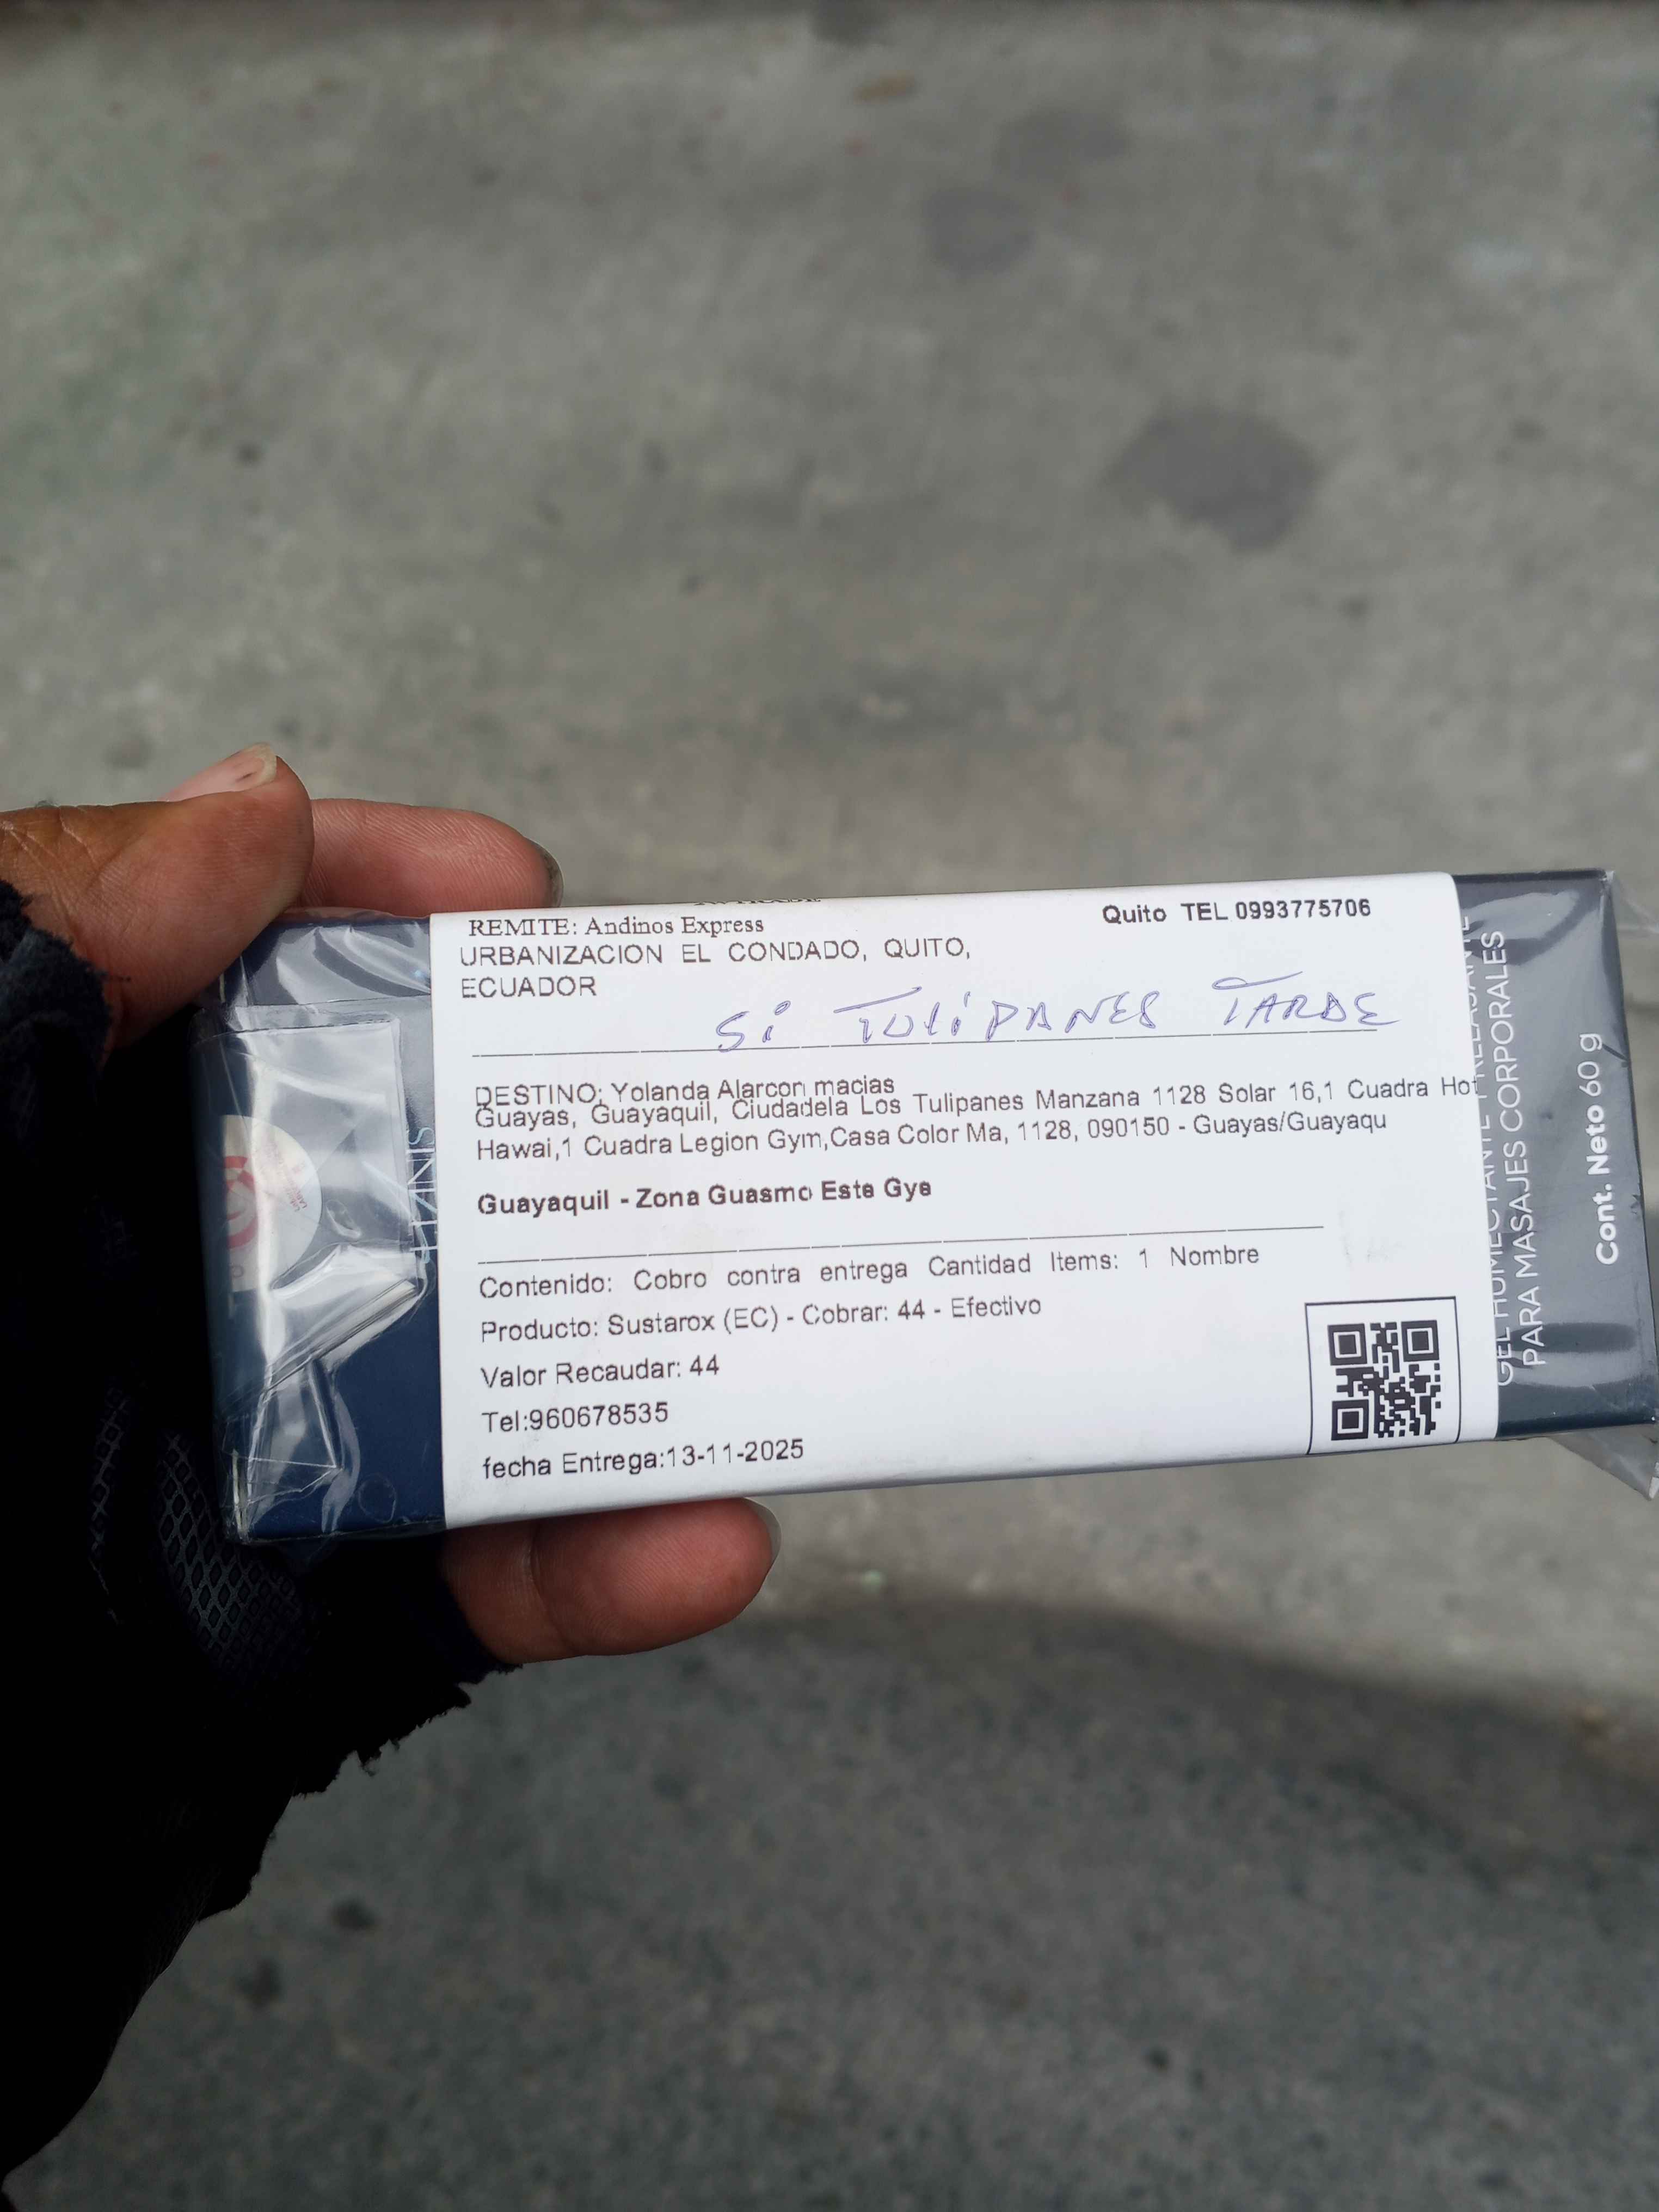 REMITE: Andinos Express
Quito TEL 0993775706
URBANIZACION EL CONDADO, QUITO,
ECUADOR
Si TULiPANES TARDE
DESTINO: Yolanda Alarcon macias
Guayas, Guayaquil, Ciudadela Los Tulipanes Manzana 1128 Solar 16,1 Cuadra Hot
Hawai,1 Cuadra Legion Gym,Casa Color Ma, 1128, 090150 - Guayas/Guayaqu
Guayaquil - Zona Guasmo Este Gye
Contenido: Cobro contra entrega Cantidad Items: 1 Nombre
Producto: Sustarox (EC) - Cobrar: 44 - Efectivo
Valor Recaudar: 44
Tel:960678535
fecha Entrega:13-11-2025
GEL HUMECTANTE RELAJANTE
PARA MASAJES CORPORALES
Cont. Neto 60 g